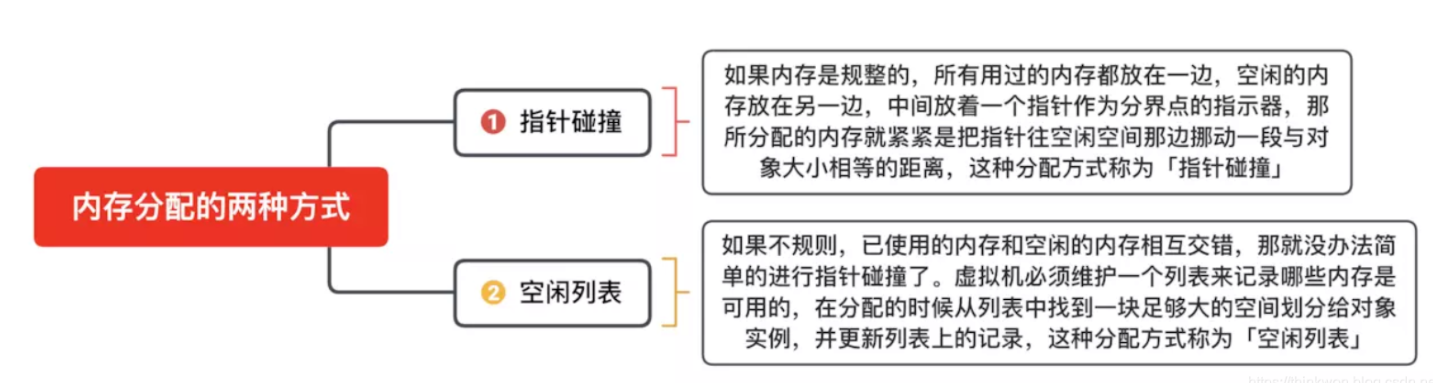 内存分配的两种方式
1 指针碰撞
如果内存是规整的，所有用过的内存都放在一边，空闲的内
存放在另一边，中间放着一个指针作为分界点的指示器，那
所分配的内存就紧紧是把指针往空闲空间那边挪动一段与对
象大小相等的距离，这种分配方式称为「指针碰撞」
2 空闲列表
如果不规则，已使用的内存和空闲的内存相互交错，那就没办法简
单的进行指针碰撞了。虚拟机必须维护一个列表来记录哪些内存是
可用的，在分配的时候从列表中找到一块足够大的空间划分给对象
实例，并更新列表上的记录，这种分配方式称为「空闲列表」